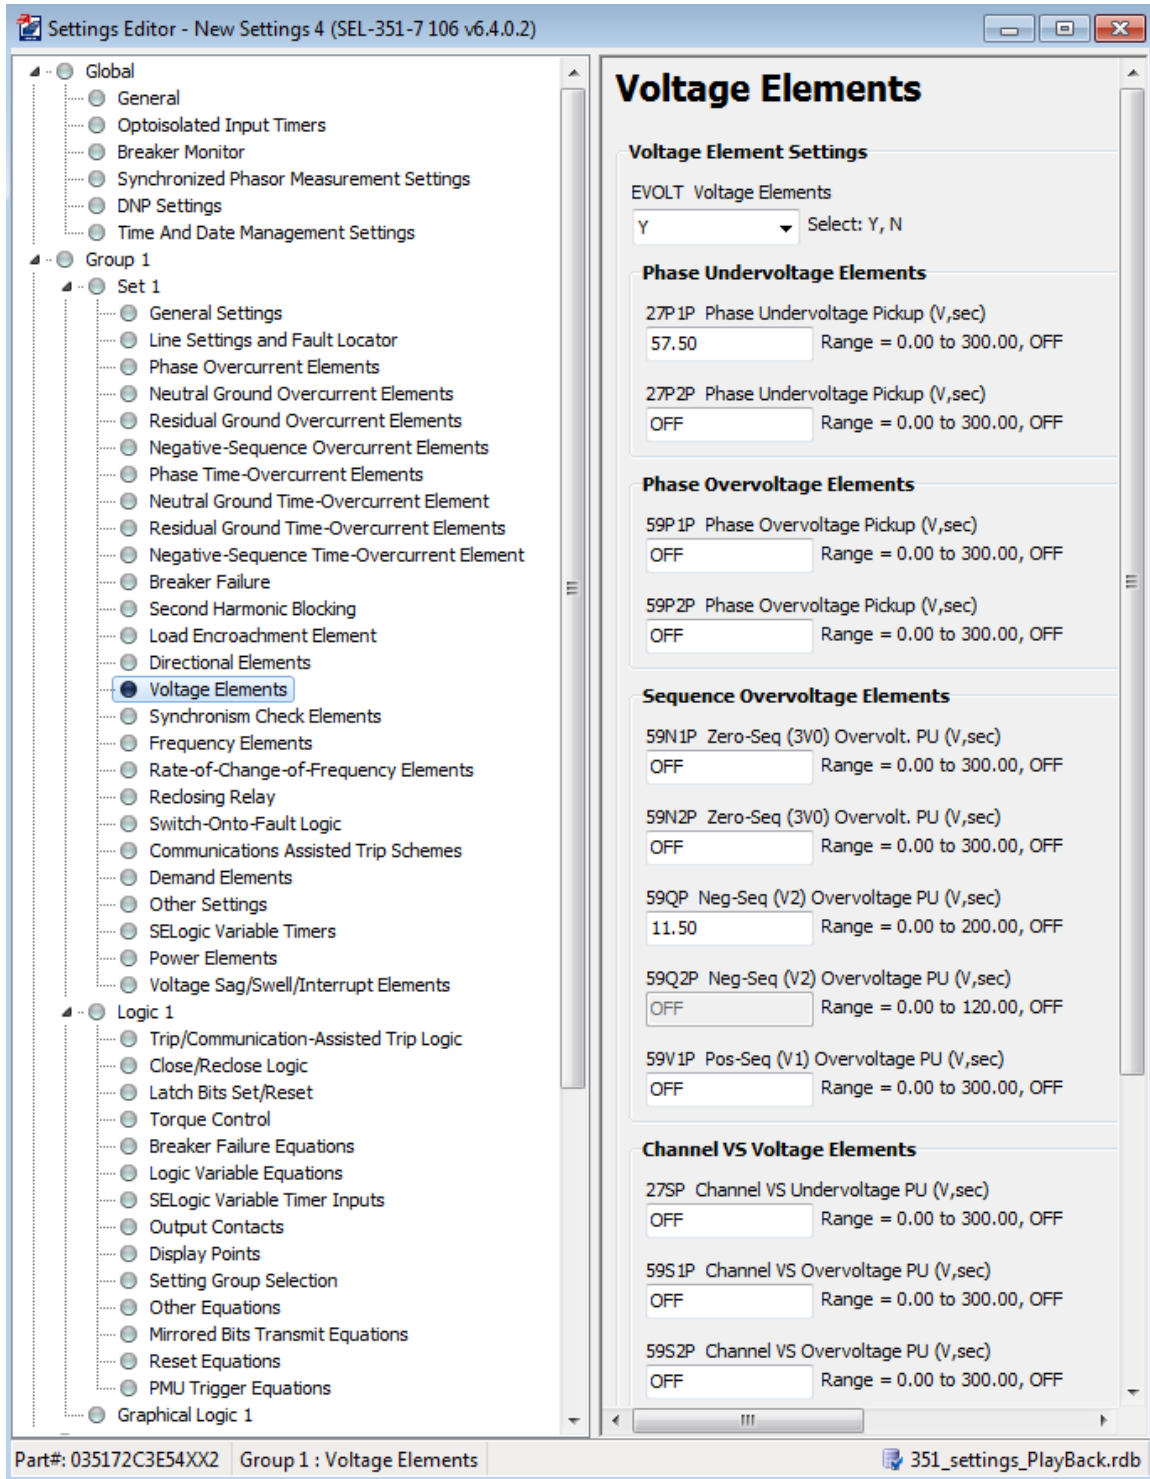 Settings Editor - New Settings 4 (SEL-351-7 106 v6.4.0.2)
Global
General
Optoisolated Input Timers
Breaker Monitor
Synchronized Phasor Measurement Settings
DNP Settings
Time And Date Management Settings
Group 1
Set 1
General Settings
Line Settings and Fault Locator
Phase Overcurrent Elements
Neutral Ground Overcurrent Elements
Residual Ground Overcurrent Elements
Negative-Sequence Overcurrent Elements
Phase Time-Overcurrent Elements
Neutral Ground Time-Overcurrent Element
Residual Ground Time-Overcurrent Elements
Negative-Sequence Time-Overcurrent Element
Breaker Failure
Second Harmonic Blocking
Load Encroachment Element
Directional Elements
Voltage Elements
Synchronism Check Elements
Frequency Elements
Rate-of-Change-of-Frequency Elements
Reclosing Relay
Switch-Onto-Fault Logic
Communications Assisted Trip Schemes
Demand Elements
Other Settings
SELogic Variable Timers
Power Elements
Voltage Sag/Swell/Interrupt Elements
Logic 1
Trip/Communication-Assisted Trip Logic
Close/Reclose Logic
Latch Bits Set/Reset
Torque Control
Breaker Failure Equations
Logic Variable Equations
SELogic Variable Timer Inputs
Output Contacts
Display Points
Setting Group Selection
Other Equations
Mirrored Bits Transmit Equations
Reset Equations
PMU Trigger Equations
Graphical Logic 1
Voltage Elements
Voltage Element Settings
EVOLT Voltage Elements
Y Select: Y, N
Phase Undervoltage Elements
27P1P Phase Undervoltage Pickup (V,sec)
57.50 Range = 0.00 to 300.00, OFF
27P2P Phase Undervoltage Pickup (V,sec)
OFF Range = 0.00 to 300.00, OFF
Phase Overvoltage Elements
59P1P Phase Overvoltage Pickup (V,sec)
OFF Range = 0.00 to 300.00, OFF
59P2P Phase Overvoltage Pickup (V,sec)
OFF Range = 0.00 to 300.00, OFF
Sequence Overvoltage Elements
59N1P Zero-Seq (3V0) Overvolt. PU (V,sec)
OFF Range = 0.00 to 300.00, OFF
59N2P Zero-Seq (3V0) Overvolt. PU (V,sec)
OFF Range = 0.00 to 300.00, OFF
59QP Neg-Seq (V2) Overvoltage PU (V,sec)
11.50 Range = 0.00 to 200.00, OFF
59Q2P Neg-Seq (V2) Overvoltage PU (V,sec)
OFF Range = 0.00 to 120.00, OFF
59V1P Pos-Seq (V1) Overvoltage PU (V,sec)
OFF Range = 0.00 to 300.00, OFF
Channel VS Voltage Elements
27SP Channel VS Undervoltage PU (V,sec)
OFF Range = 0.00 to 300.00, OFF
59S1P Channel VS Overvoltage PU (V,sec)
OFF Range = 0.00 to 300.00, OFF
59S2P Channel VS Overvoltage PU (V,sec)
OFF Range = 0.00 to 300.00, OFF
Part#: 035172C3E54XX2 Group 1 : Voltage Elements 351_settings_PlayBack.rdb